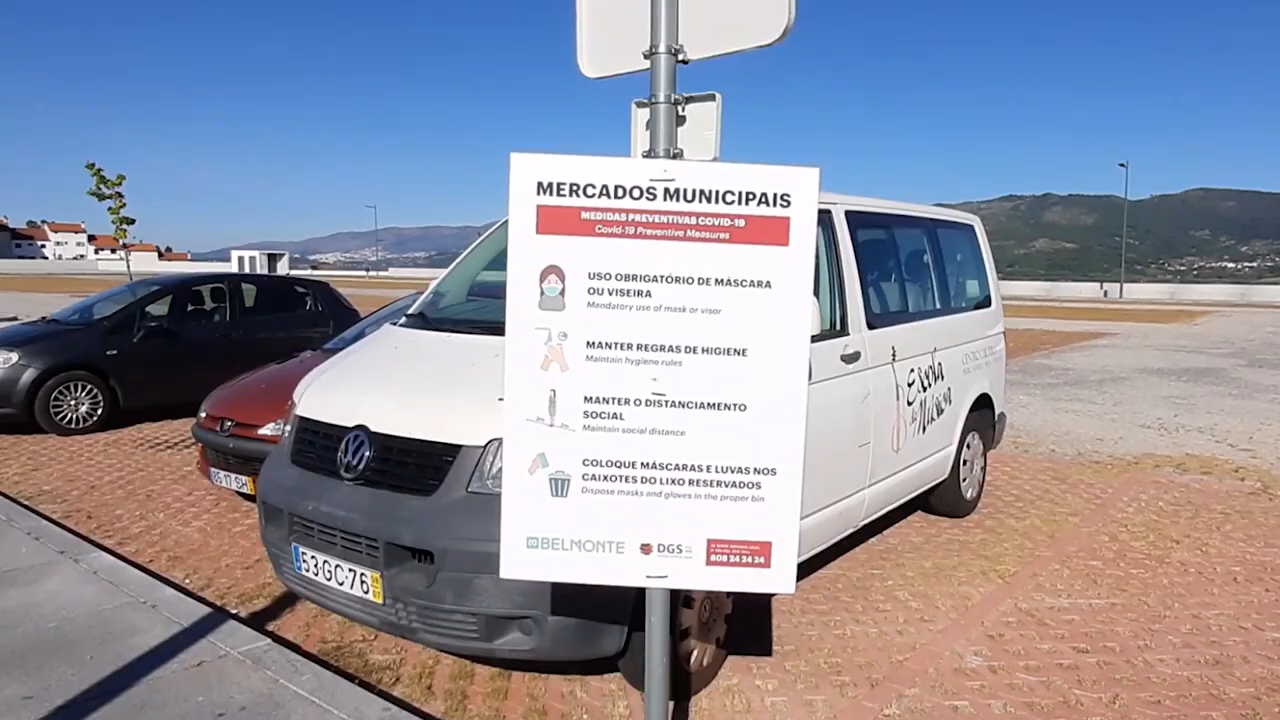 MERCADOS MUNICIPAIS
MEDIDAS PREVENTIVAS COVID-19
Covid-19 Preventive Measures
USO OBRIGATÓRIO DE MÁSCARA
OU VISEIRA
Mandatory use of mask or visor
MANTER REGRAS DE HIGIENE
Maintain hygiene rules
MANTER O DISTANCIAMENTO
SOCIAL
Maintain social distance
2m 2m
COLOQUE MÁSCARAS E LUVAS NOS
CAIXOTES DO LIXO RESERVADOS
Dispose masks and gloves in the proper bin
BELMONTE
DGS
808 24 24 24
Escola
de Música
53-GC-76